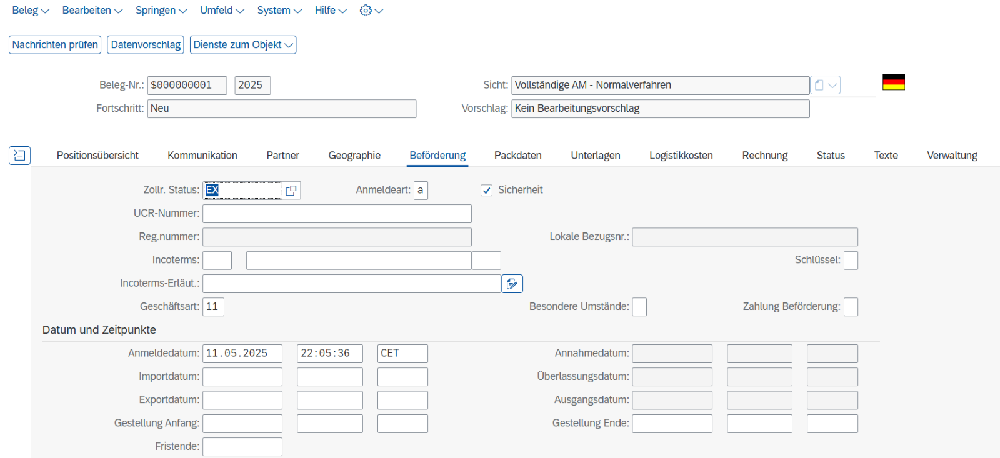 Beleg Bearbeiten Springen Umfeld System Hilfe
Nachrichten prüfen Datenvorschlag Dienste zum Objekt
Beleg-Nr.: $000000001 2025 Sicht: Vollständige AM - Normalverfahren
Fortschritt: Neu Vorschlag: Kein Bearbeitungsvorschlag
Positionsübersicht Kommunikation Partner Geographie Beförderung Packdaten Unterlagen Logistikkosten Rechnung Status Texte Verwaltung
Zollr. Status: EX Anmeldeart: a Sicherheit
UCR-Nummer:
Reg.nummer: Lokale Bezugsnr.:
Incoterms: Schlüssel:
Incoterms-Erläut.:
Geschäftsart: 11 Besondere Umstände: Zahlung Beförderung:
Datum und Zeitpunkte
Anmeldedatum: 11.05.2025 22:05:36 CET Annahmedatum:
Importdatum: Überlassungsdatum:
Exportdatum: Ausgangsdatum:
Gestellung Anfang: Gestellung Ende:
Fristende: